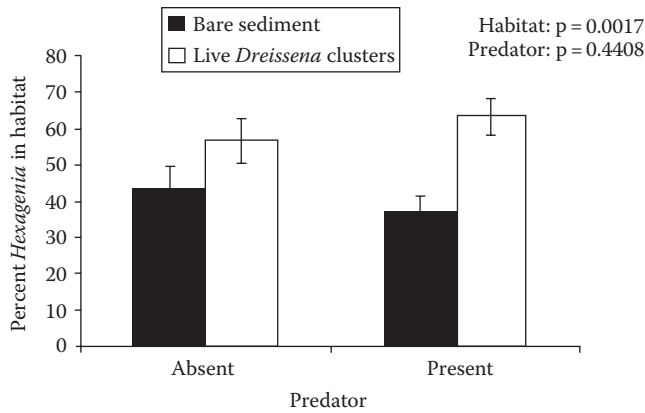 Bare sediment
Live Dreissena clusters
Habitat: p = 0.0017
Predator: p = 0.4408
Percent Hexagenia in habitat
80
70
60
50
40
30
20
10
0
Absent
Present
Predator